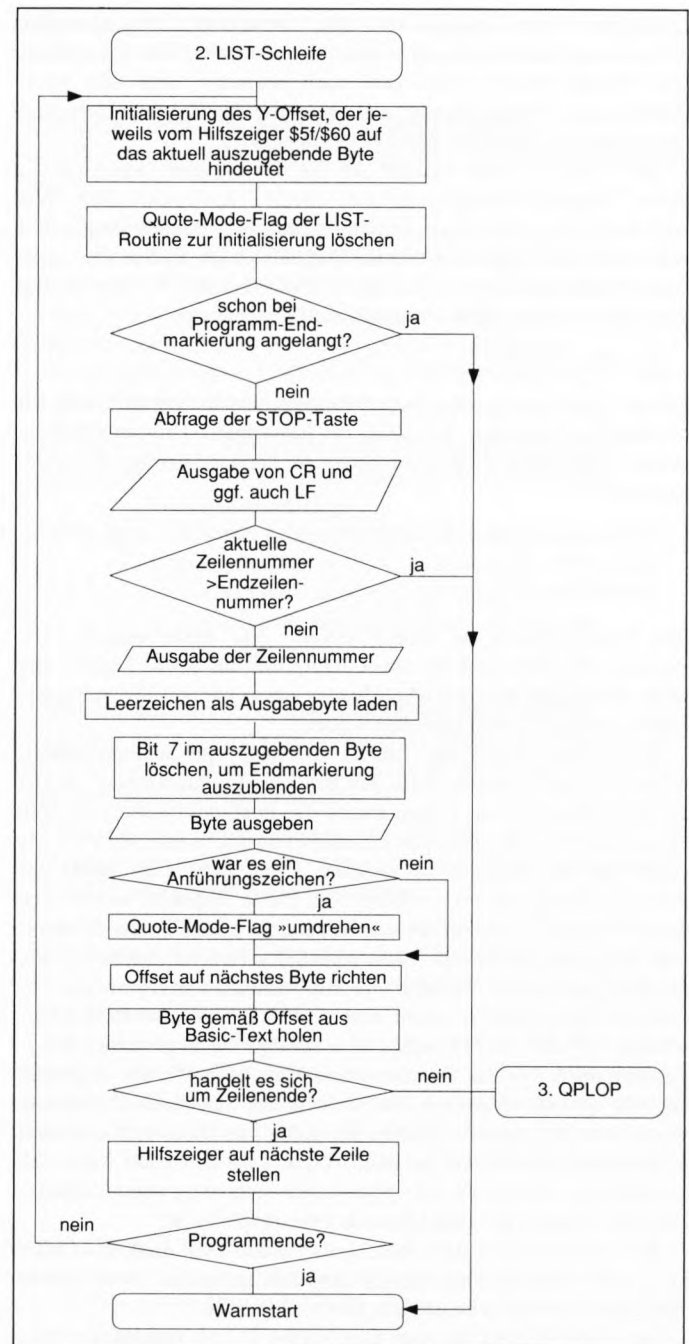 2. LIST-Schleife
Initialisierung des Y-Offset, der je-
weils vom Hilfszeiger $5f/$60 auf
das aktuell auszugebende Byte
hindeutet
Quote-Mode-Flag der LIST-
Routine zur Initialisierung löschen
schon bei
Programm-End-
markierung angelangt?
ja
nein
Abfrage der STOP-Taste
Ausgabe von CR und
ggf. auch LF
aktuelle
Zeilennummer
>Endzeilen-
nummer?
ja
nein
Ausgabe der Zeilennummer
Leerzeichen als Ausgabebyte laden
Bit 7 im auszugebenden Byte
löschen, um Endmarkierung
auszublenden
Byte ausgeben
war es ein
Anführungszeichen?
nein
ja
Quote-Mode-Flag »umdrehen«
Offset auf nächstes Byte richten
Byte gemäß Offset aus
Basic-Text holen
handelt es sich
um Zeilenende?
nein
3. QPLOP
ja
Hilfszeiger auf nächste Zeile
stellen
nein
Programmende?
ja
Warmstart